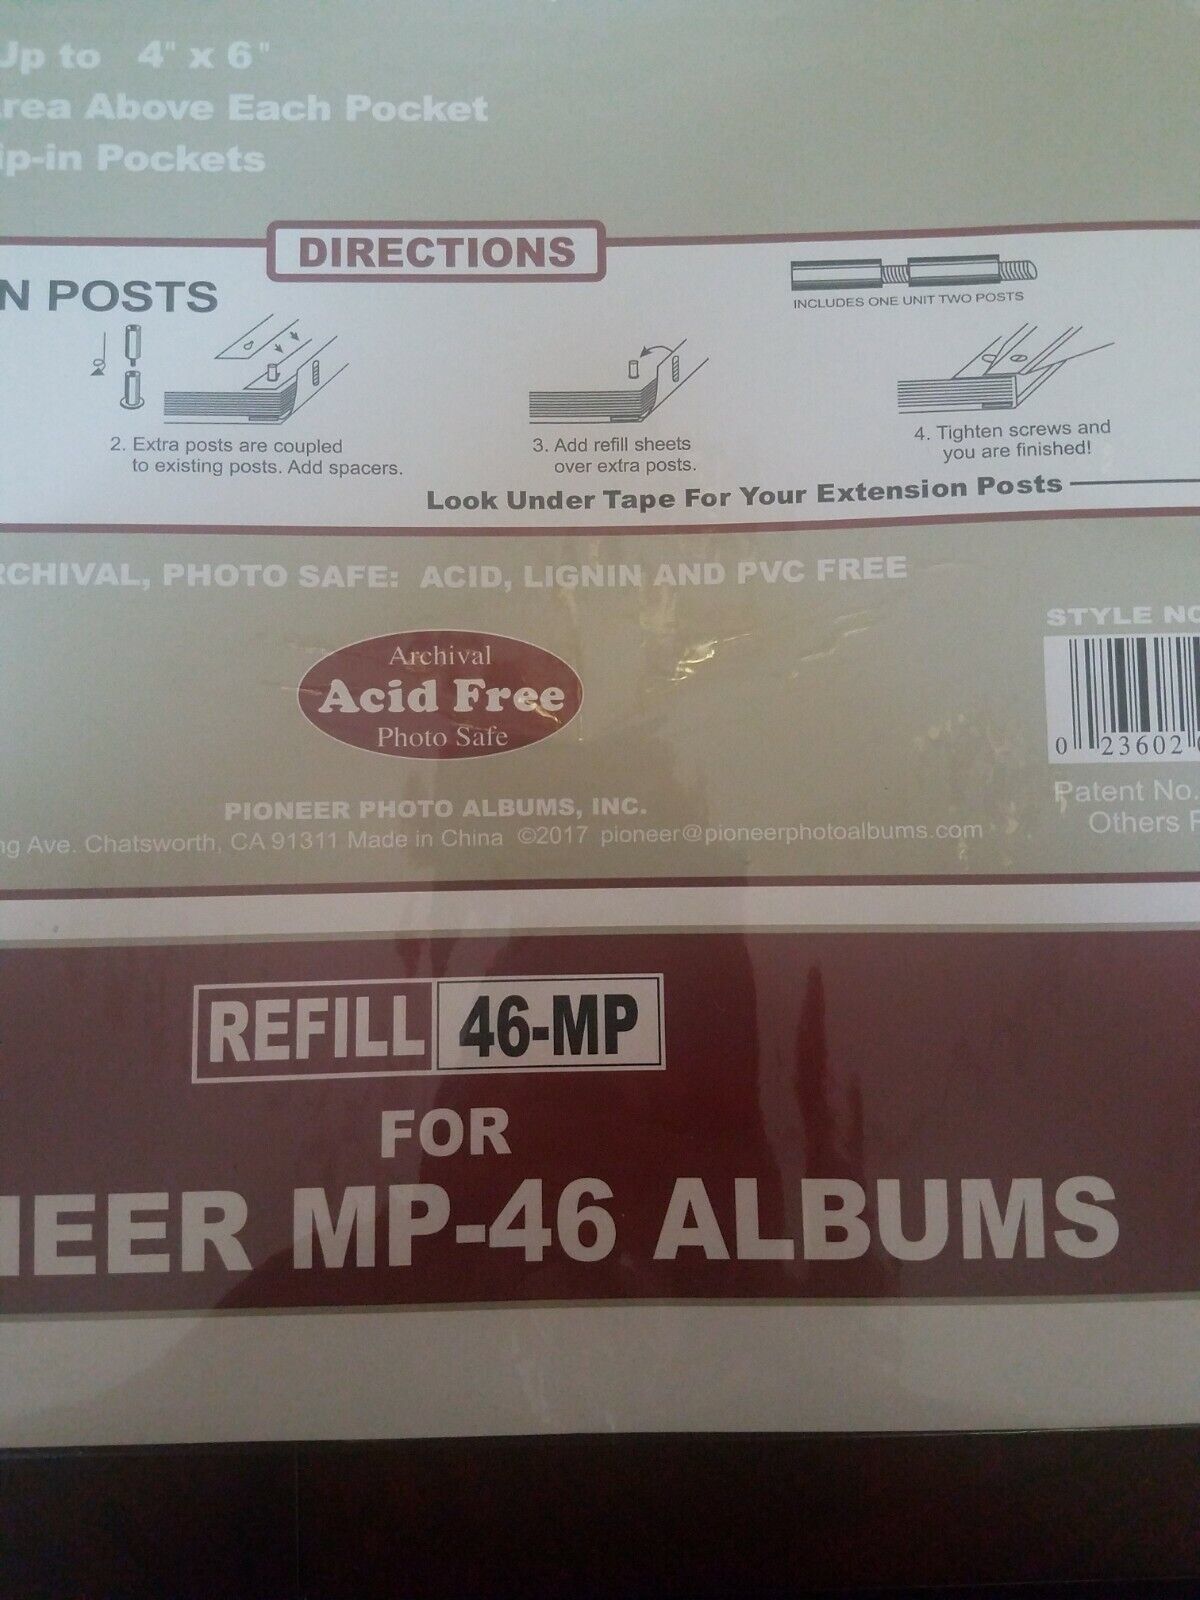 Up to 4" x 6"
Area Above Each Pocket
ip-in Pockets
DIRECTIONS
N POSTS
INCLUDES ONE UNIT TWO POSTS
2. Extra posts are coupled
to existing posts. Add spacers.
3. Add refill sheets
over extra posts.
4. Tighten screws and
you are finished!
Look Under Tape For Your Extension Posts
RCHIVAL, PHOTO SAFE: ACID, LIGNIN AND PVC FREE
STYLE NO
Archival
Acid Free
Photo Safe
0 23602
PIONEER PHOTO ALBUMS, INC.
ng Ave. Chatsworth, CA 91311 Made in China ©2017 pioneer@pioneerphotoalbums.com
Patent No.
Others P
REFILL 46-MP
FOR
NEER MP-46 ALBUMS